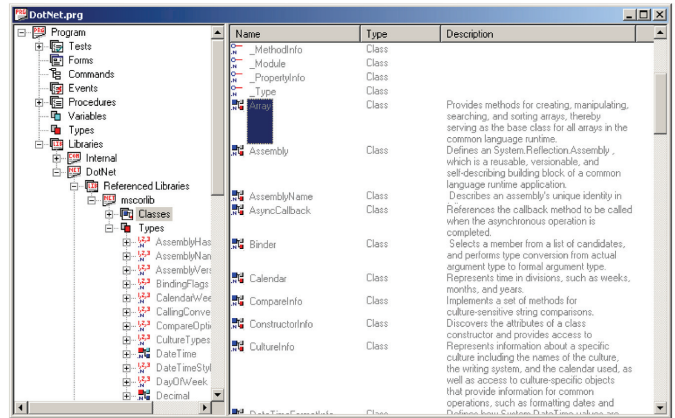 DotNet.prg
Program
Tests
Forms
Commands
Events
Procedures
Variables
Types
Libraries
Internal
DotNet
Referenced Libraries
mscorlib
Classes
Types
AssemblyHas
AssemblyNan
AssemblyVers
BindingFlags
CalendarWee
CallingConve
CompareOptio
CultureTypes
DateTime
DateTimeStyl
DayOfWeek
Decimal
Name Type Description
_MethodInfo Class
_Module Class
_PropertyInfo Class
_Type Class
Array Class Provides methods for creating, manipulating,
searching, and sorting arrays, thereby
serving as the base class for all arrays in the
common language runtime.
Assembly Class Defines an System.Reflection.Assembly ,
which is a reusable, versionable, and
self-describing building block of a common
language runtime application.
AssemblyName Class Describes an assembly's unique identity in
AsyncCallback Class References the callback method to be called
when the asynchronous operation is
completed.
Binder Class Selects a member from a list of candidates,
and performs type conversion from actual
argument type to formal argument type.
Calendar Class Represents time in divisions, such as weeks,
months, and years.
CompareInfo Class Implements a set of methods for
culture-sensitive string comparisons.
ConstructorInfo Class Discovers the attributes of a class
constructor and provides access to
CultureInfo Class Represents information about a specific
culture including the names of the culture,
the writing system, and the calendar used, as
well as access to culture-specific objects
that provide information for common
operations, such as formatting dates and
DateTimeFormatInfo Class Defines how System.DateTime values are